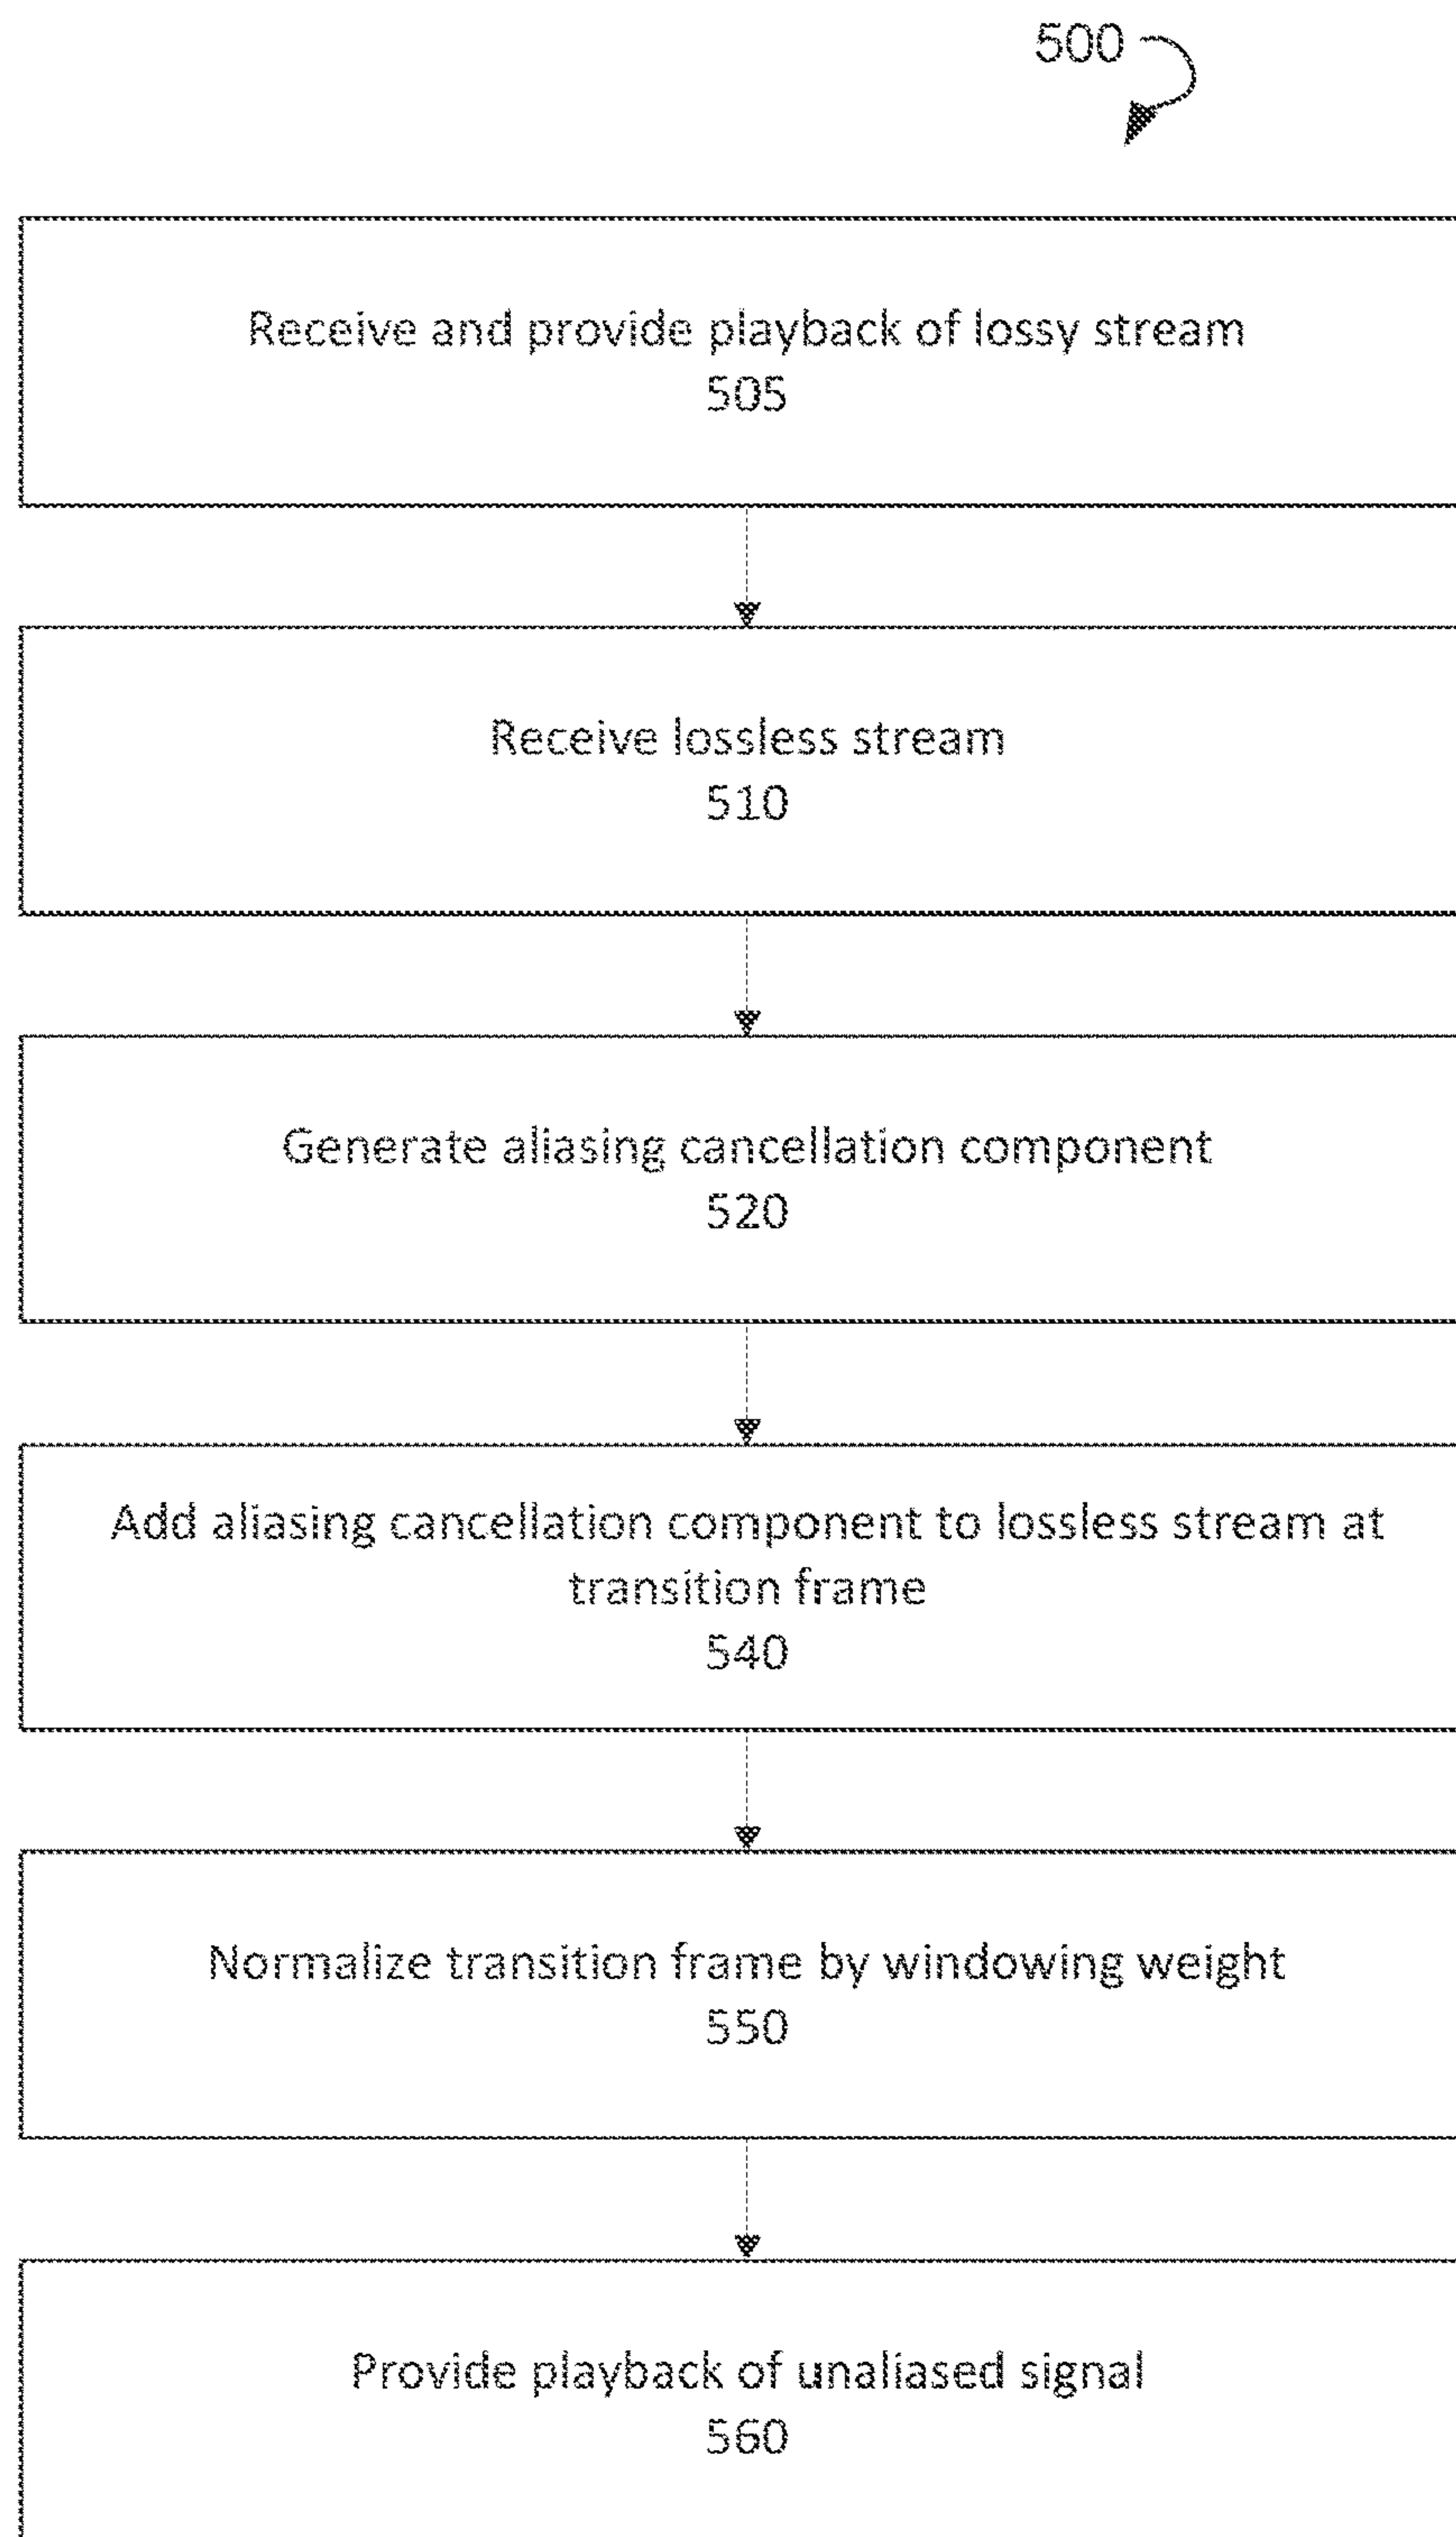 500
Receive and provide playback of lossy stream
505
Receive lossless stream
510
Generate aliasing cancellation component
520
Add aliasing cancellation component to lossless stream at
transition frame
540
Normalize transition frame by windowing weight
550
Provide playback of unaliased signal
560